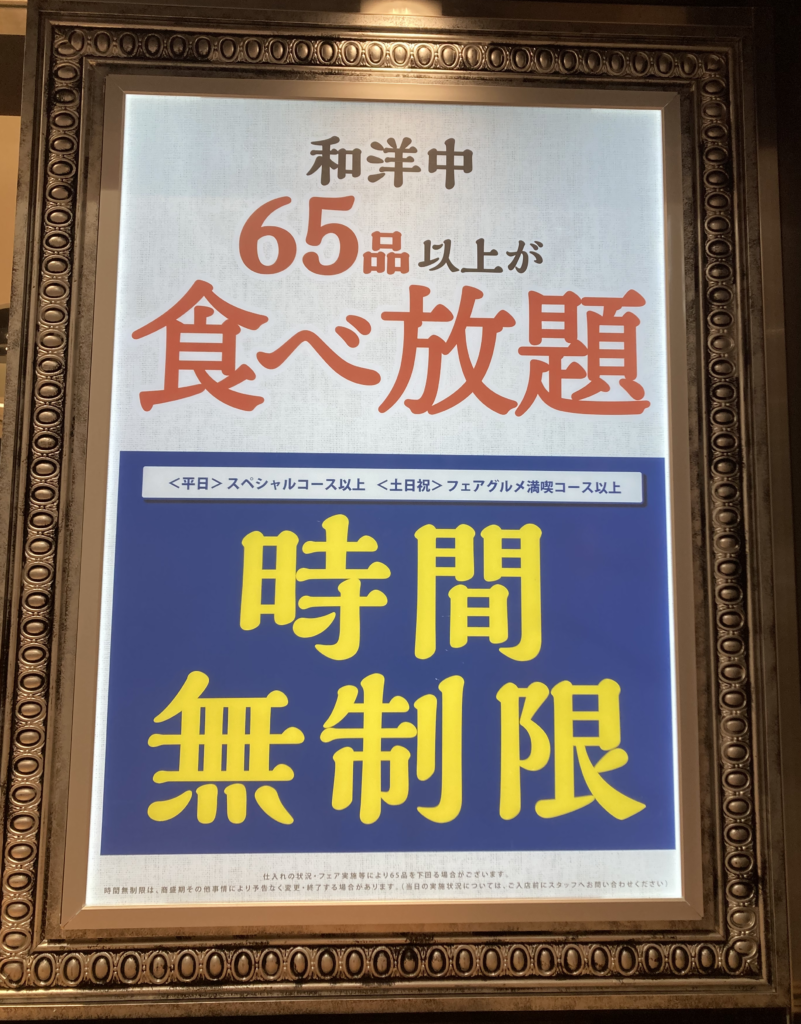 和洋中
65品以上が
食べ放題
＜平日＞スペシャルコース以上 ＜土日祝＞フェアグルメ満喫コース以上
時間
無制限
仕入れの状況・フェア実施等により65品を下回る場合がございます。
時間無制限は、商盛期その他事情により予告なく変更・終了する場合があります。（当日の実施状況については、ご入店前にスタッフへお問い合わせください）